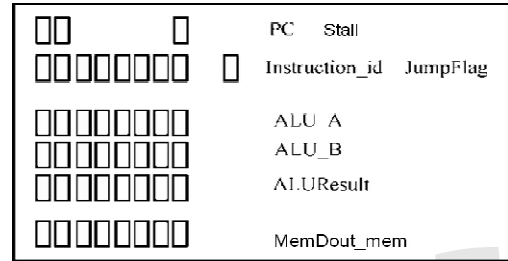 PC Stall
Instruction_id JumpFlag
ALU_A
ALU_B
ALUResult
MemDout_mem